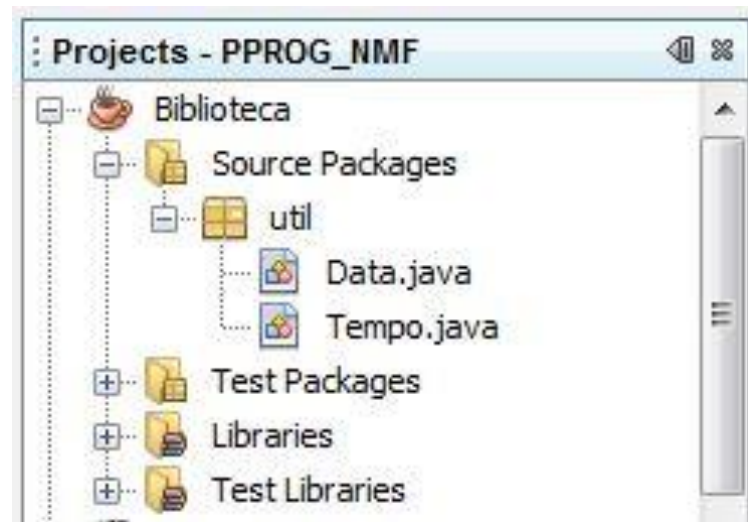 Projects - PPROG_NMF
Biblioteca
Source Packages
util
Data.java
Tempo.java
Test Packages
Libraries
Test Libraries